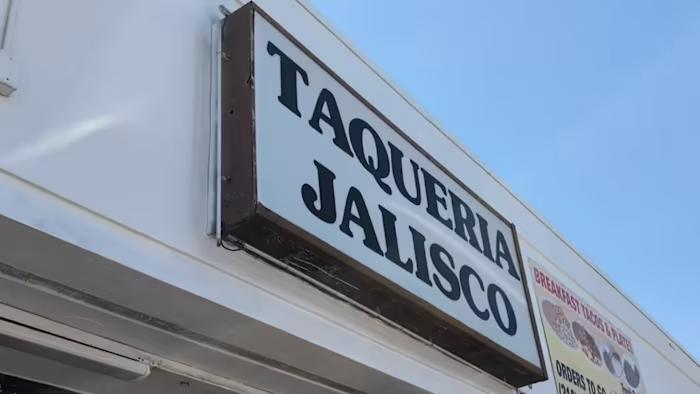 TAQUERIA
JALISCO
BREAKFAST TACOS & PLATES
ORDERS TO GO